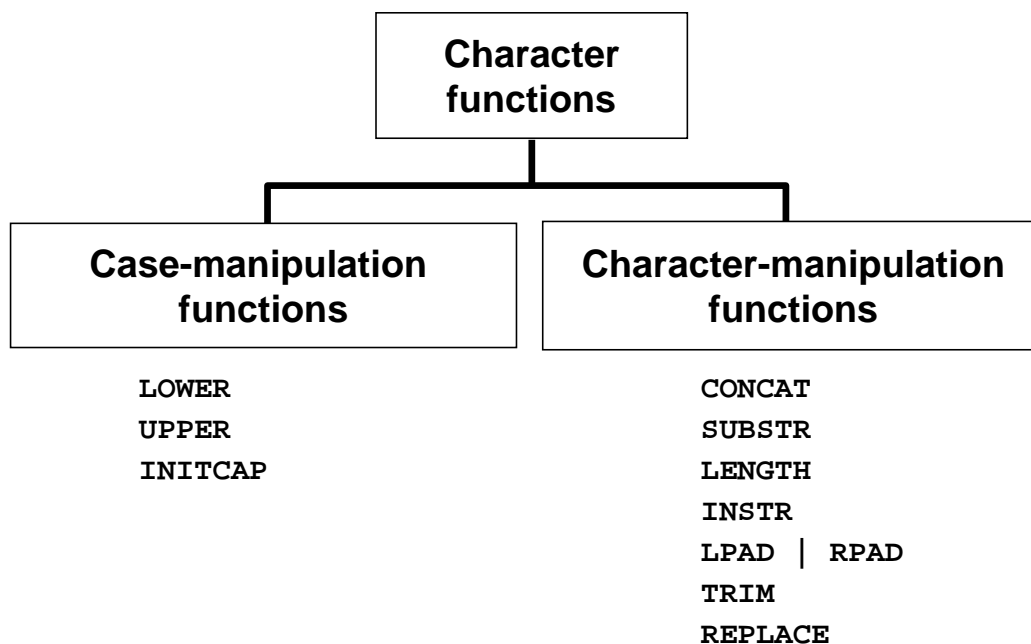 Character
functions
Case-manipulation
functions
Character-manipulation
functions
LOWER
UPPER
INITCAP
CONCAT
SUBSTR
LENGTH
INSTR
LPAD | RPAD
TRIM
REPLACE